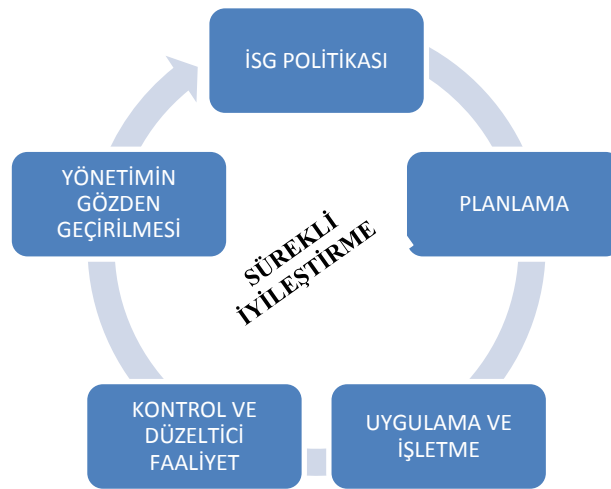 İSG POLİTİKASI
PLANLAMA
UYGULAMA VE
İŞLETME
KONTROL VE
DÜZELTİCİ
FAALİYET
YÖNETİMİN
GÖZDEN
GEÇİRİLMESİ
SÜREKLİ
İYİLEŞTİRME